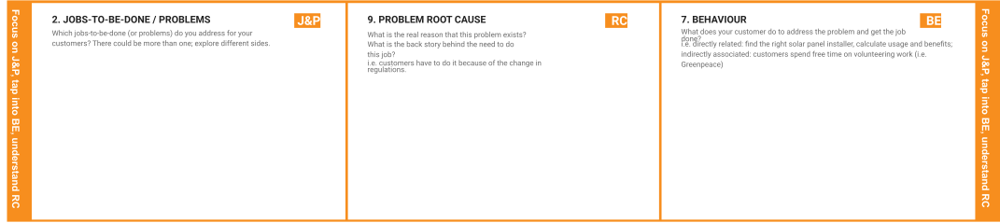 Focus on J&P, tap into BE, understand RC
2. JOBS-TO-BE-DONE / PROBLEMS
J&P
Which jobs-to-be-done (or problems) do you address for your
customers? There could be more than one; explore different sides.
9. PROBLEM ROOT CAUSE
RC
What is the real reason that this problem exists?
What is the back story behind the need to do
this job?
i.e. customers have to do it because of the change in
regulations.
7. BEHAVIOUR
BE
What does your customer do to address the problem and get the job
done?
i.e. directly related: find the right solar panel installer, calculate usage and benefits;
indirectly associated: customers spend free time on volunteering work (i.e.
Greenpeace)
Focus on J&P, tap into BE, understand RC